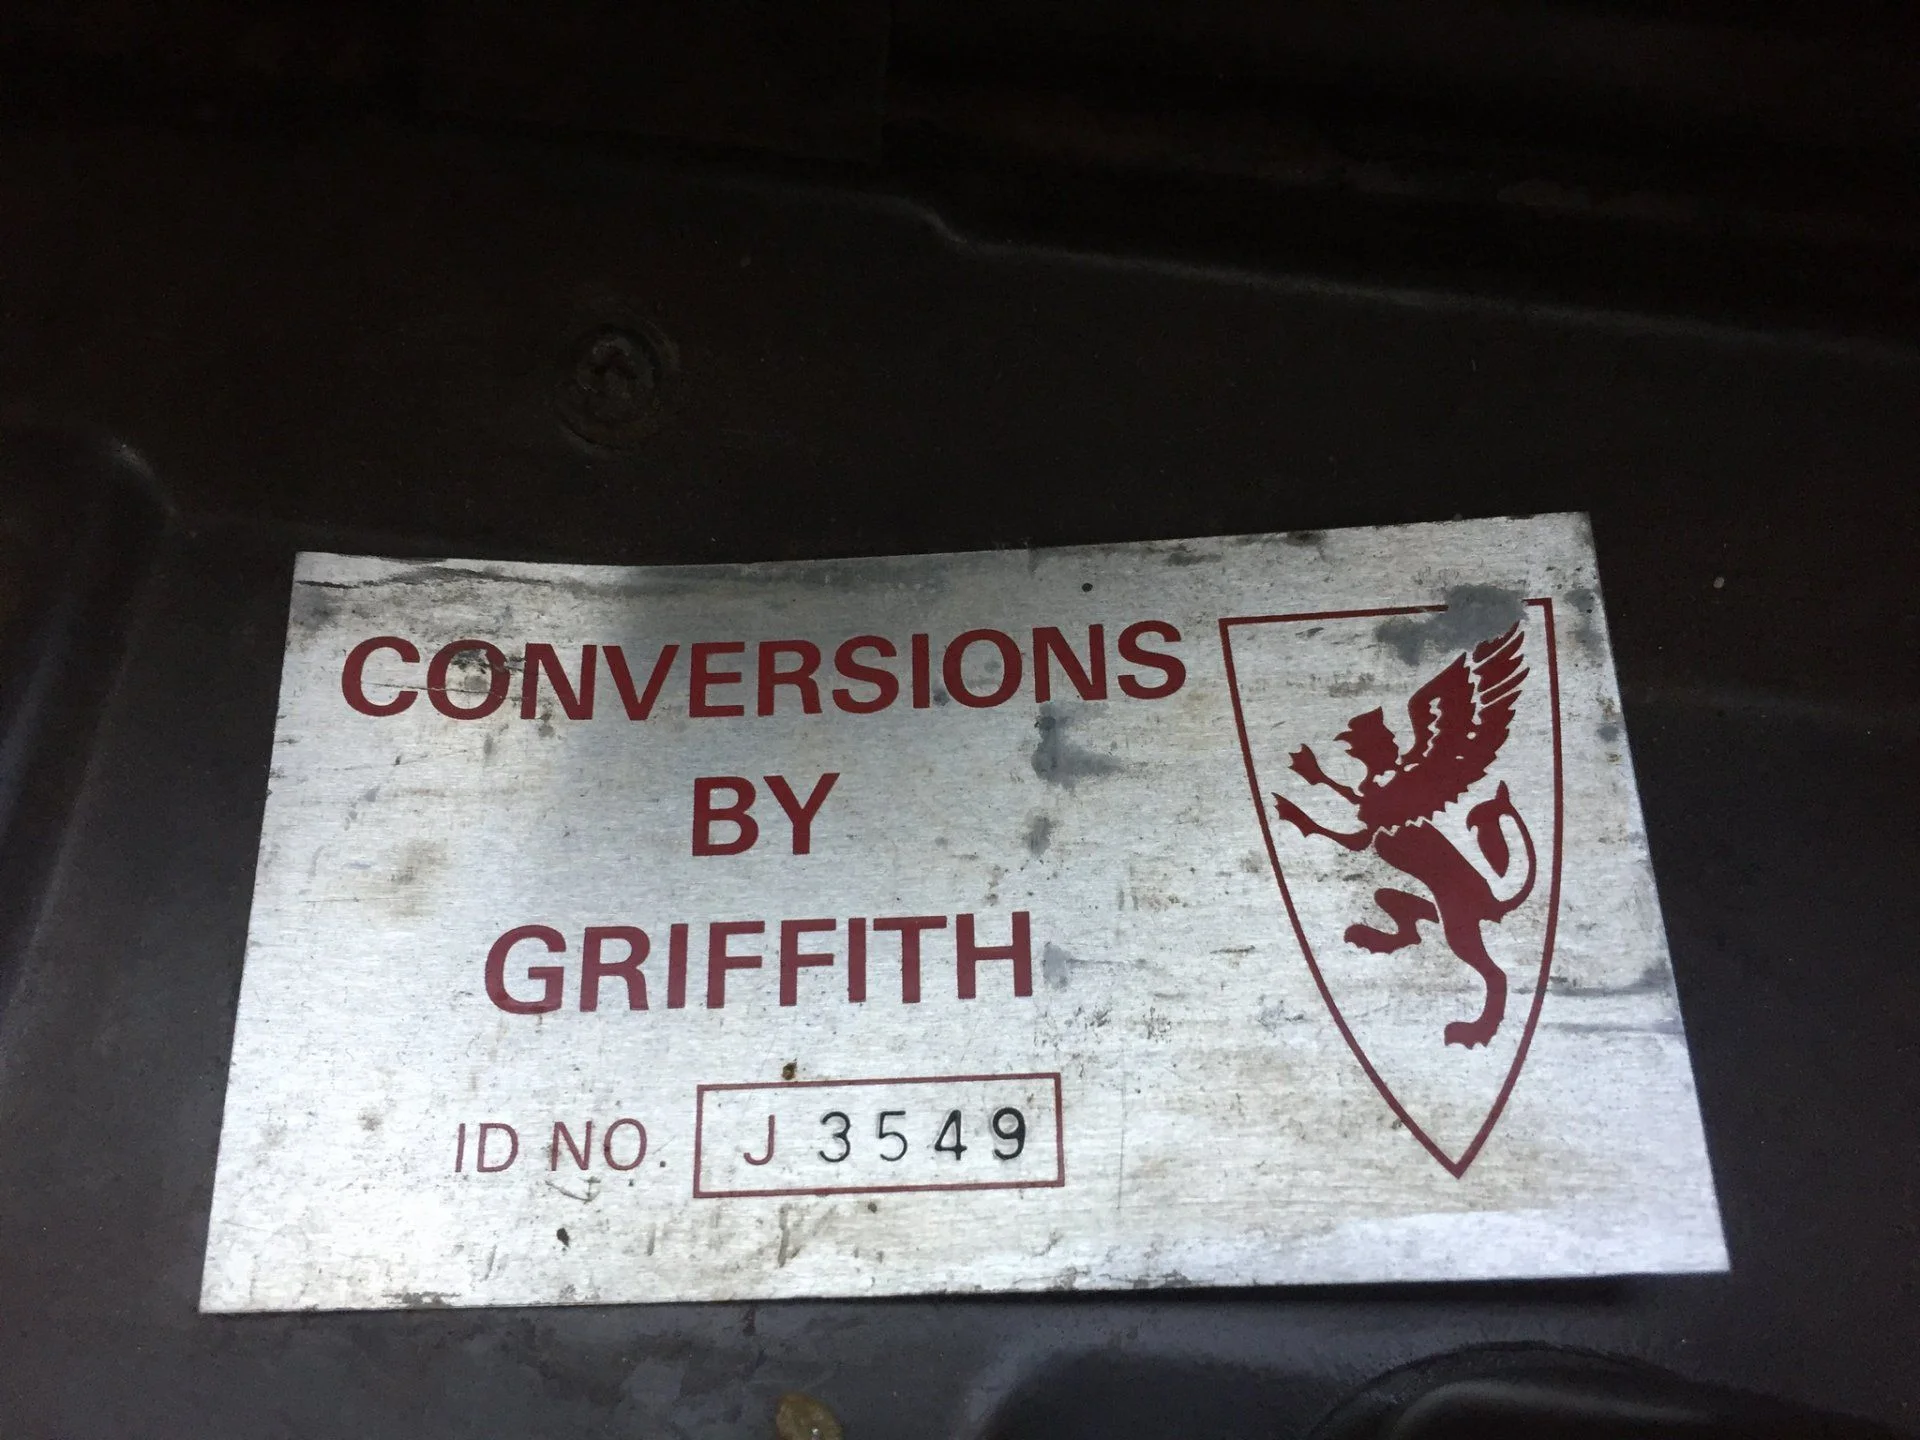 CONVERSIONS
BY
GRIFFITH
ID NO. J 3549